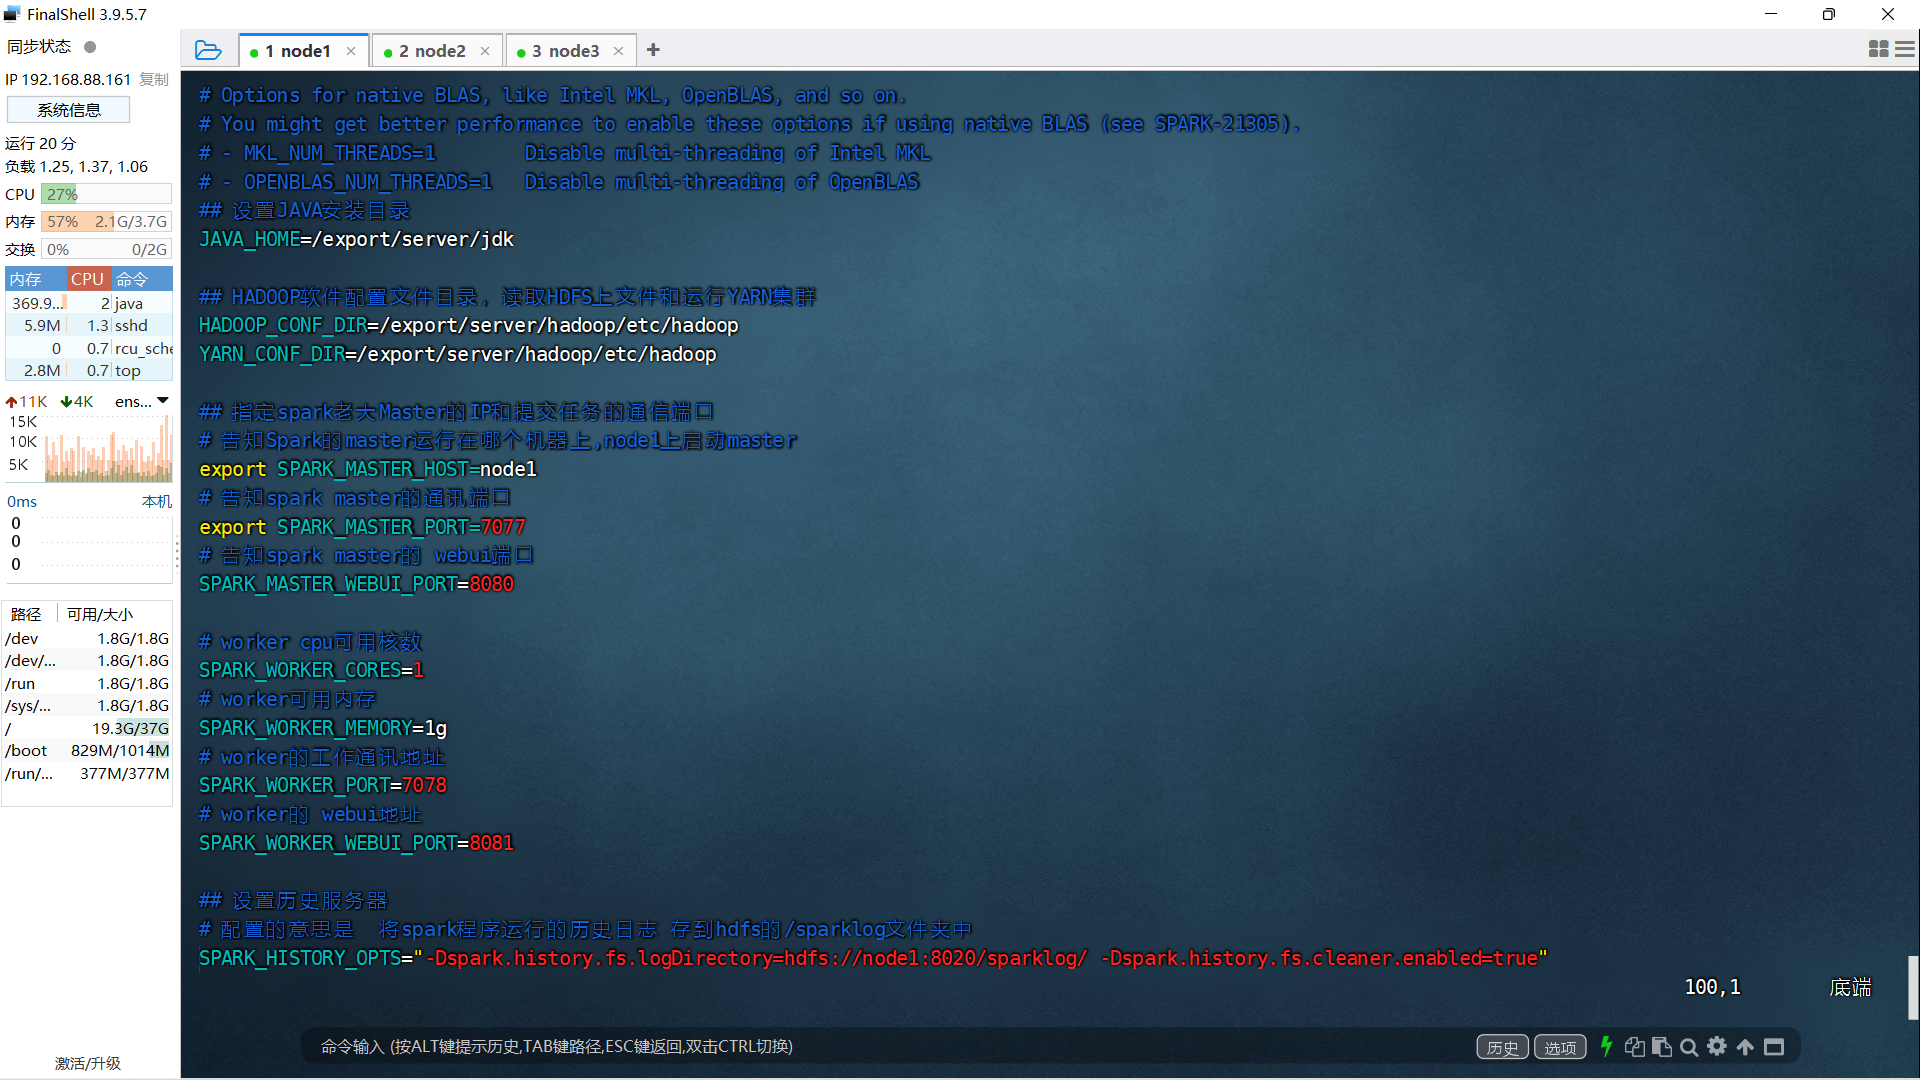 FinalShell 3.9.5.7
同步状态
IP 192.168.88.161 复制
系统信息
运行 20 分
负载 1.25, 1.37, 1.06
CPU 27%
内存 57% 2.1G/3.7G
交换 0% 0/2G
内存 CPU 命令
369.9... 2 java
5.9M 1.3 sshd
0 0.7 rcu_sche
2.8M 0.7 top
11K 4K ens...
15K
10K
5K
0ms 本机
0
0
0
路径 可用/大小
/dev 1.8G/1.8G
/dev/... 1.8G/1.8G
/run 1.8G/1.8G
/sys/... 1.8G/1.8G
/ 19.3G/37G
/boot 829M/1014M
/run/... 377M/377M
激活/升级
1 node1
2 node2
3 node3
# Options for native BLAS, like Intel MKL, OpenBLAS, and so on.
# You might get better performance to enable these options if using native BLAS (see SPARK-21305).
# - MKL_NUM_THREADS=1        Disable multi-threading of Intel MKL
# - OPENBLAS_NUM_THREADS=1   Disable multi-threading of OpenBLAS
## 设置JAVA安装目录
JAVA_HOME=/export/server/jdk
## HADOOP软件配置文件目录，读取HDFS上文件和运行YARN集群
HADOOP_CONF_DIR=/export/server/hadoop/etc/hadoop
YARN_CONF_DIR=/export/server/hadoop/etc/hadoop
## 指定spark老大Master的IP和提交任务的通信端口
# 告知Spark的master运行在哪个机器上,node1上启动master
export SPARK_MASTER_HOST=node1
# 告知spark master的通讯端口
export SPARK_MASTER_PORT=7077
# 告知spark master的 webui端口
SPARK_MASTER_WEBUI_PORT=8080
# worker cpu可用核数
SPARK_WORKER_CORES=1
# worker可用内存
SPARK_WORKER_MEMORY=1g
# worker的工作通讯地址
SPARK_WORKER_PORT=7078
# worker的 webui地址
SPARK_WORKER_WEBUI_PORT=8081
## 设置历史服务器
# 配置的意思是  将spark程序运行的历史日志 存到hdfs的/sparklog文件夹中
SPARK_HISTORY_OPTS="-Dspark.history.fs.logDirectory=hdfs://node1:8020/sparklog/ -Dspark.history.fs.cleaner.enabled=true"
100,1 底端
命令输入 (按ALT键提示历史,TAB键路径,ESC键返回,双击CTRL切换)
历史 选项